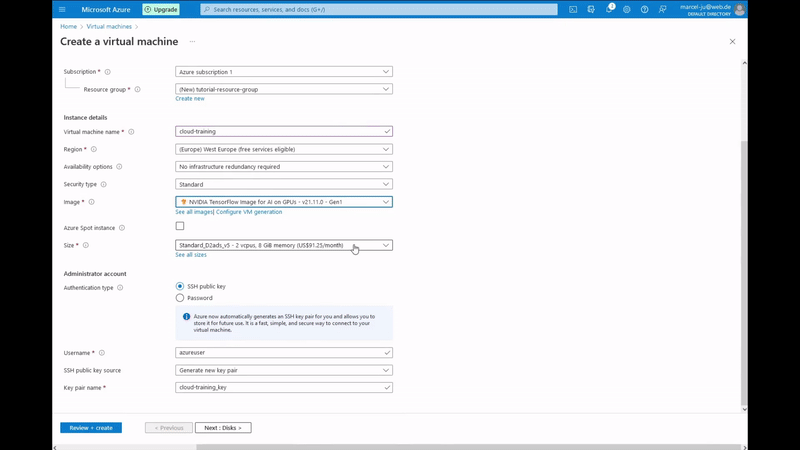 Microsoft Azure
Upgrade
Search resources, services, and docs (G+/)
1
marcel-ju@web.de
DEFAULT DIRECTORY
Home > Virtual machines >
Create a virtual machine ...
Subscription *
Azure subscription 1
Resource group *
(New) tutorial-resource-group
Create new
Instance details
Virtual machine name *
cloud-training
Region *
(Europe) West Europe (free services eligible)
Availability options
No infrastructure redundancy required
Security type
Standard
Image *
NVIDIA TensorFlow Image for AI on GPUs - v21.11.0 - Gen1
See all images | Configure VM generation
Azure Spot instance
Size *
Standard_D2ads_v5 - 2 vcpus, 8 GiB memory (US$91.25/month)
See all sizes
Administrator account
Authentication type
SSH public key
Password
Azure now automatically generates an SSH key pair for you and allows you to
store it for future use. It is a fast, simple, and secure way to connect to your
virtual machine.
Username *
azureuser
SSH public key source
Generate new key pair
Key pair name *
cloud-training_key
Review + create
< Previous
Next : Disks >